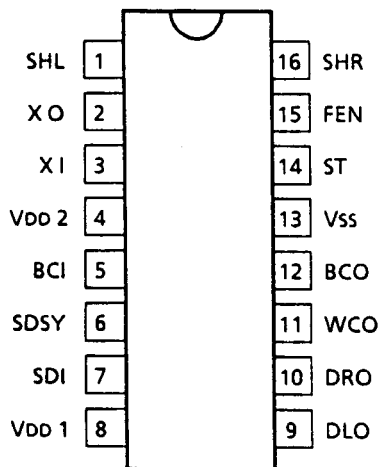 SHL 1 16 SHR
XO 2 15 FEN
XI 3 14 ST
VDD 2 4 13 VSS
BCI 5 12 BCO
SDSY 6 11 WCO
SDI 7 10 DRO
VDD 1 8 9 DLO